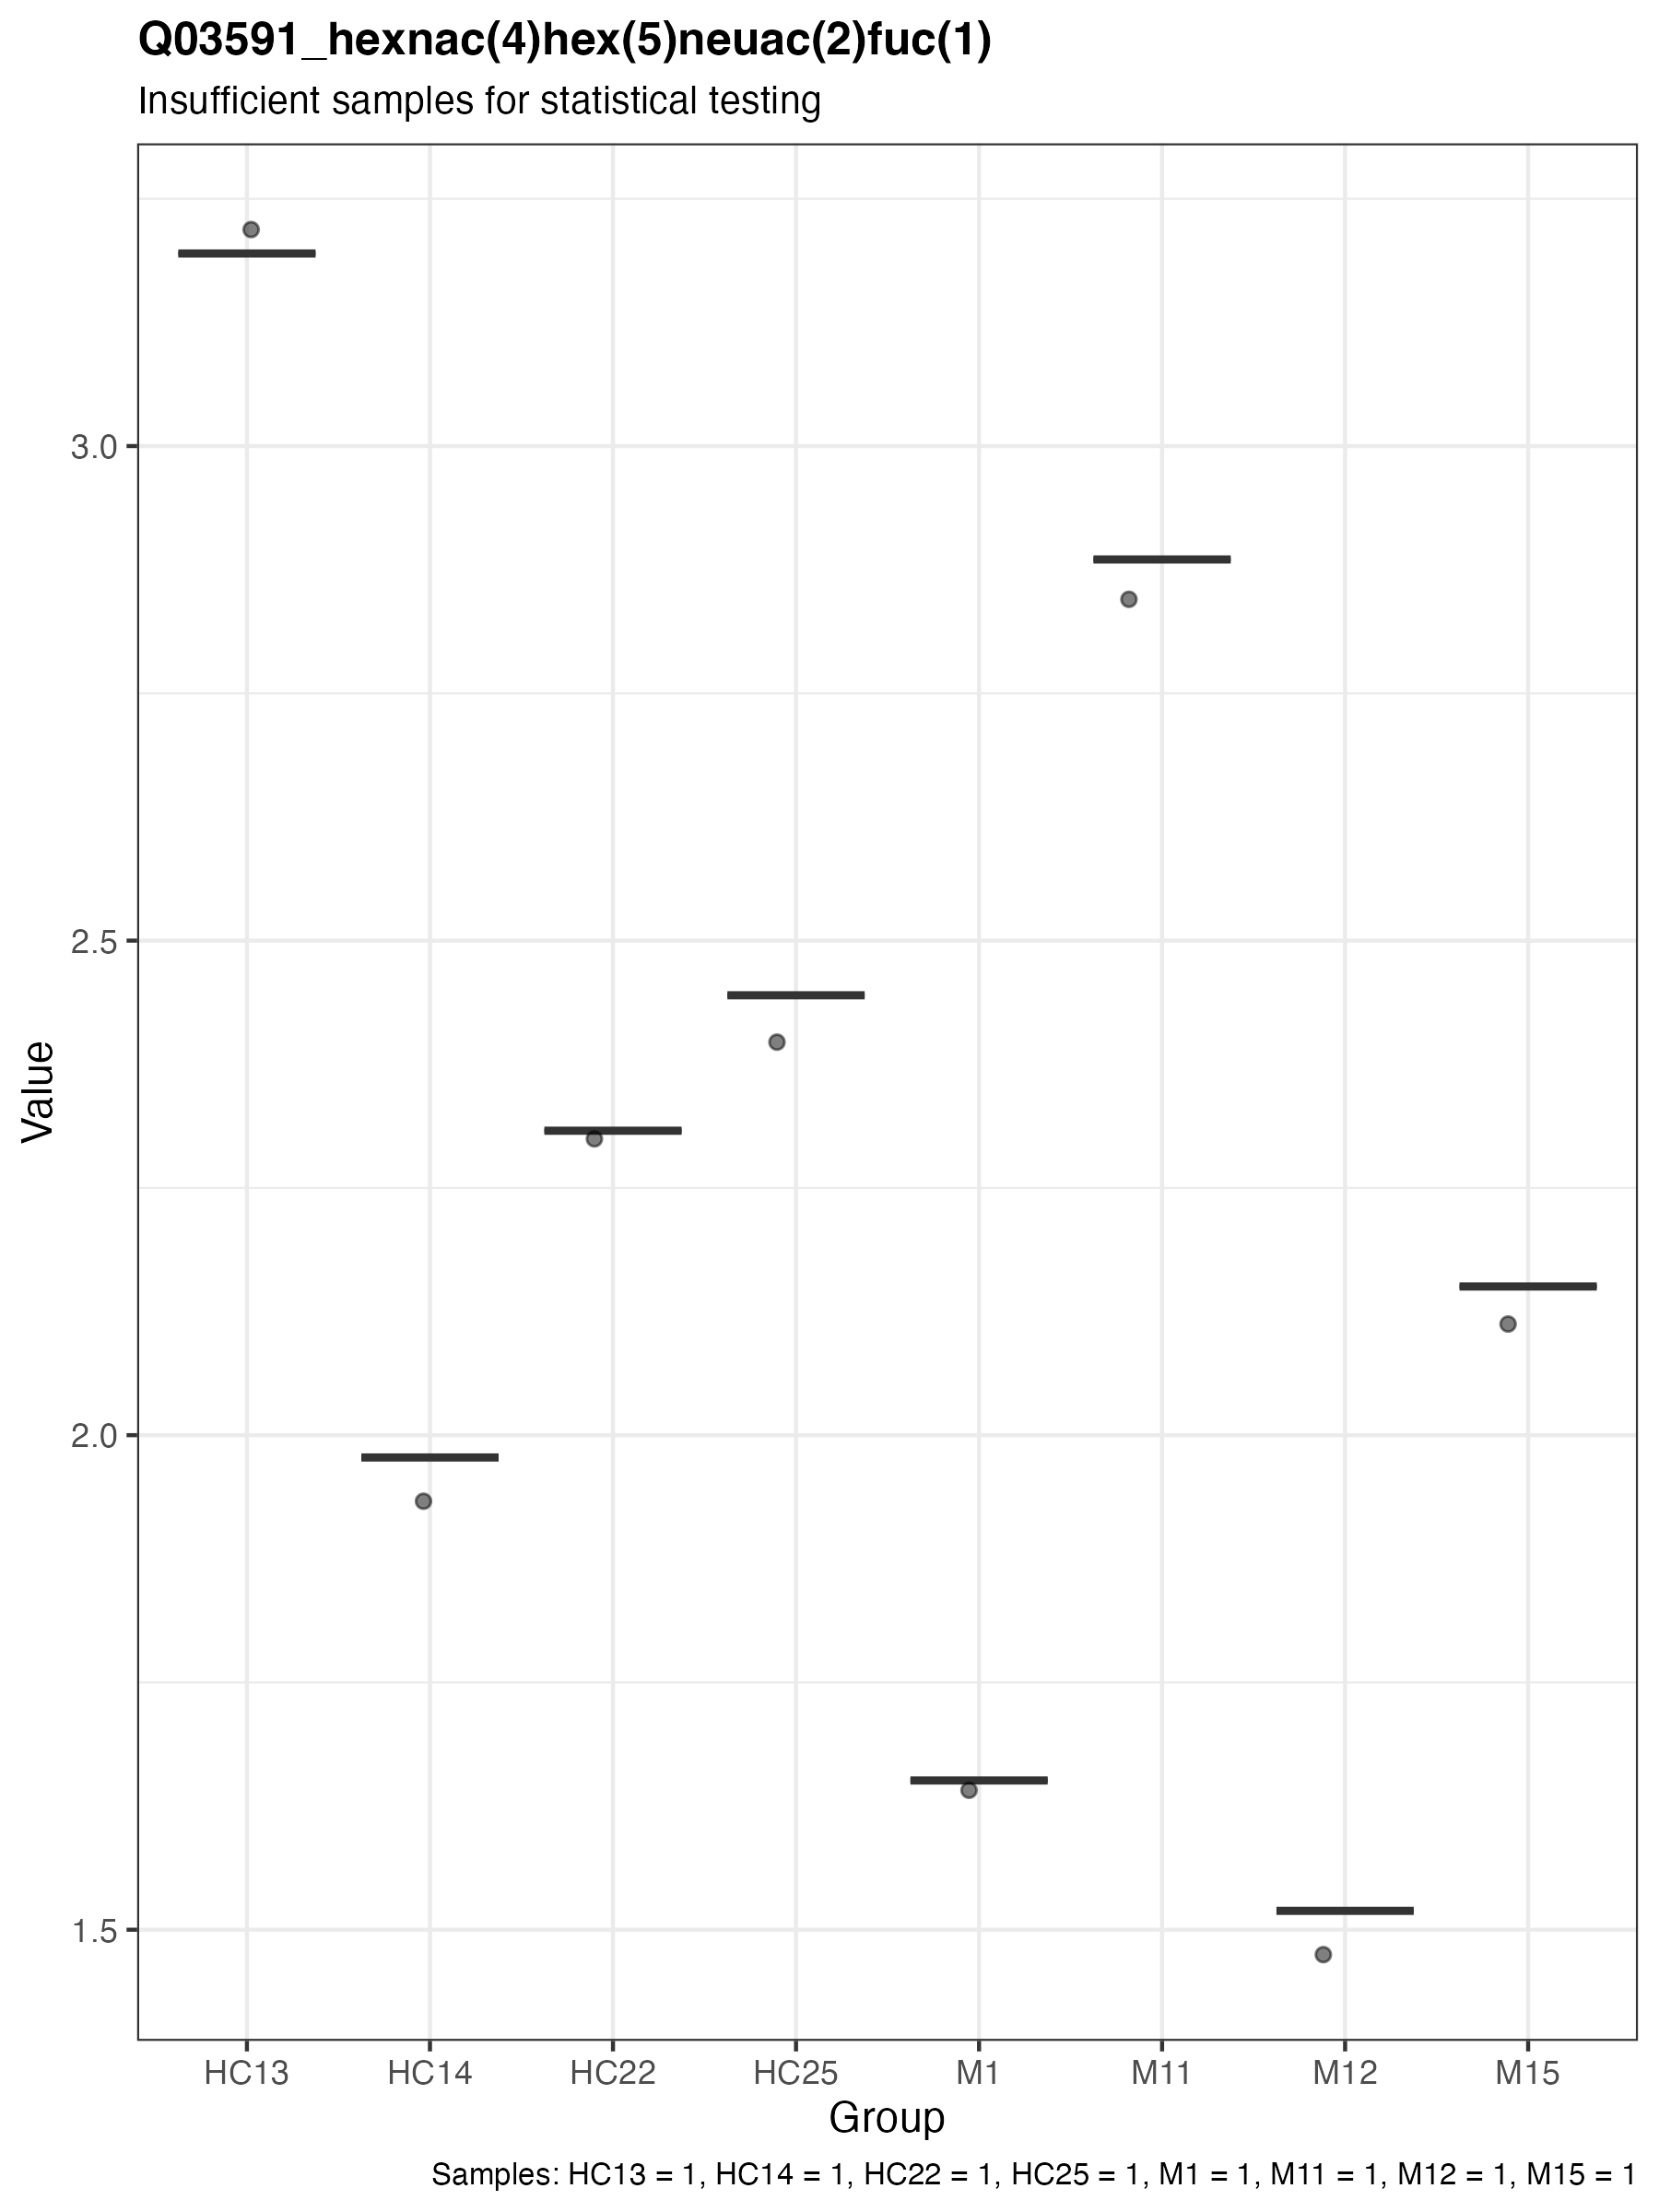 Q03591_hexnac(4)hex(5)neuac(2)fuc(1)
Insufficient samples for statistical testing
3.0
2.5
2.0
1.5
Value
HC13 HC14 HC22 HC25 M1 M11 M12 M15
Group
Samples: HC13 = 1, HC14 = 1, HC22 = 1, HC25 = 1, M1 = 1, M11 = 1, M12 = 1, M15 = 1